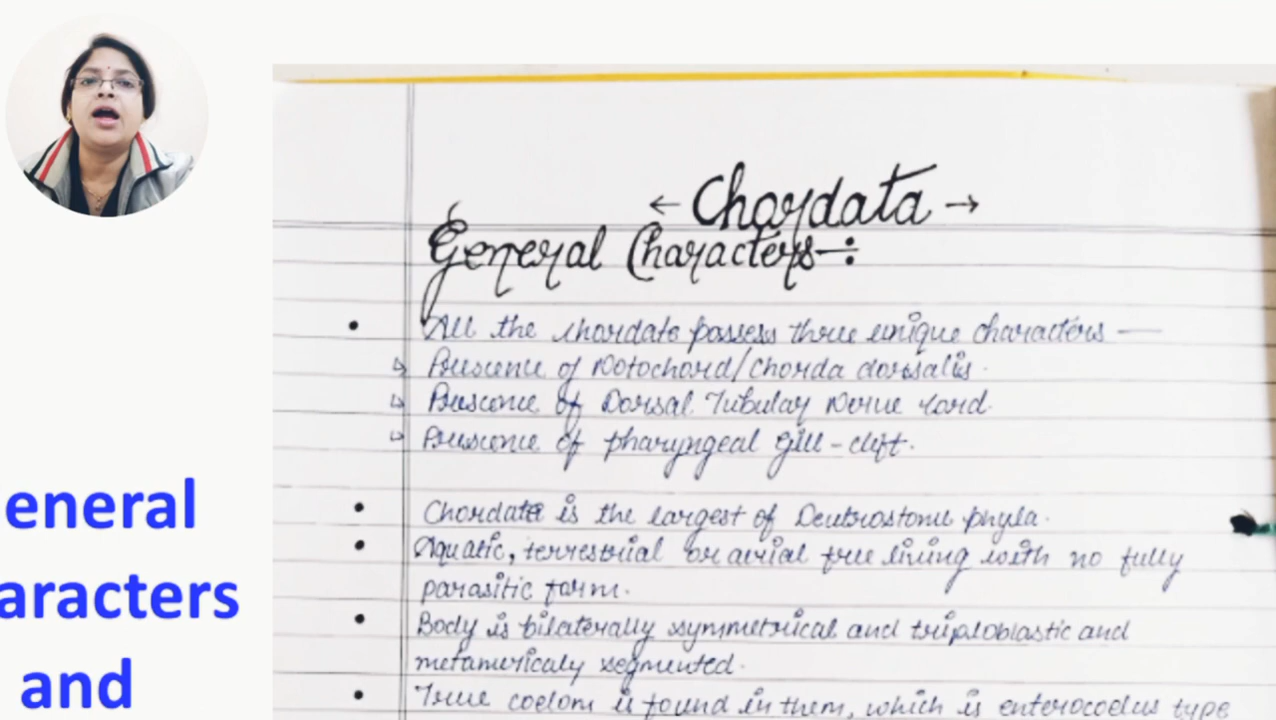 ← Chordata →
General Characters-:
• All the chordate possess three unique characters —
↳ Presence of Notochord/Chorda dorsalis.
↳ Presence of Dorsal Tubular Nerve Cord.
↳ Presence of pharyngeal gill-clift.
• Chordata is the largest of Deutrostome phyla.
• Aquatic, terrestrial or aerial free living with no fully
parasitic form.
• Body is bilaterally symmetrical and triploblastic and
metamericaly segmented.
• True coelom is found in them, which is enterocoelus type
eneral
aracters
and